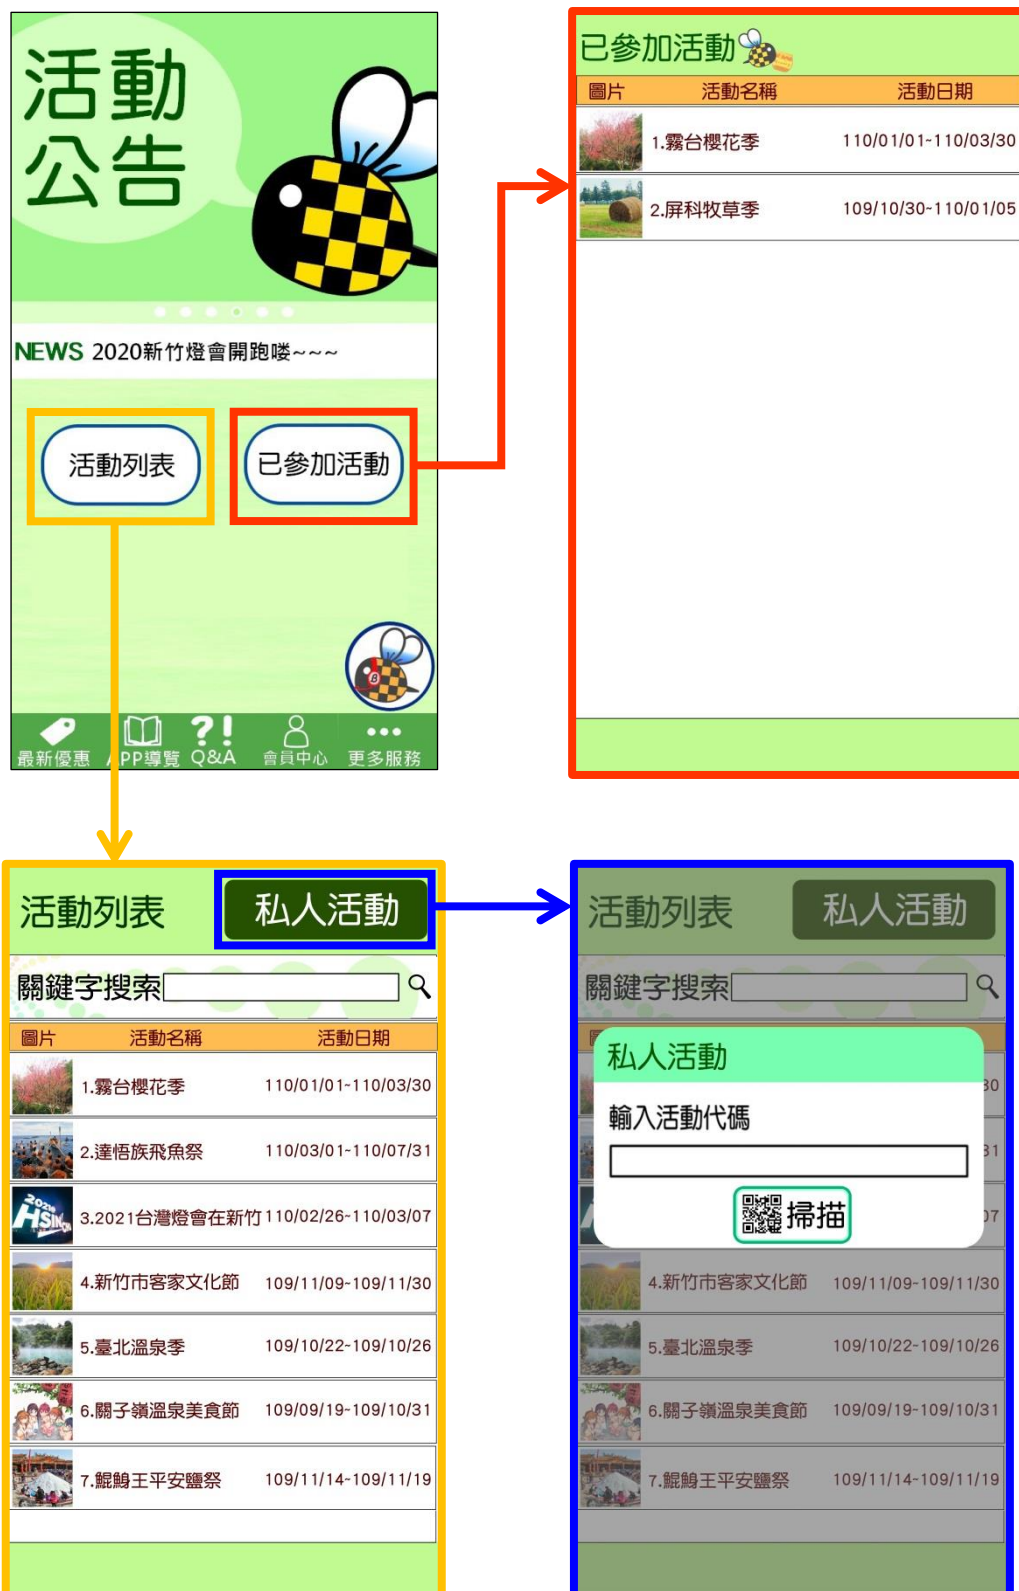 活動
公告
NEWS 2020新竹燈會開跑嘍~~~
活動列表
已參加活動
最新優惠 APP導覽 Q&A 會員中心 更多服務
已參加活動
圖片 活動名稱 活動日期
1.霧台櫻花季 110/01/01~110/03/30
2.屏科牧草季 109/10/30~110/01/05
活動列表 私人活動
關鍵字搜索
圖片 活動名稱 活動日期
1.霧台櫻花季 110/01/01~110/03/30
2.達悟族飛魚祭 110/03/01~110/07/31
3.2021台灣燈會在新竹 110/02/26~110/03/07
4.新竹市客家文化節 109/11/09~109/11/30
5.臺北溫泉季 109/10/22~109/10/26
6.關子嶺溫泉美食節 109/09/19~109/10/31
7.鯤鯓王平安鹽祭 109/11/14~109/11/19
活動列表 私人活動
關鍵字搜索
私人活動
輸入活動代碼
掃描
30
31
07
4.新竹市客家文化節 109/11/09~109/11/30
5.臺北溫泉季 109/10/22~109/10/26
6.關子嶺溫泉美食節 109/09/19~109/10/31
7.鯤鯓王平安鹽祭 109/11/14~109/11/19